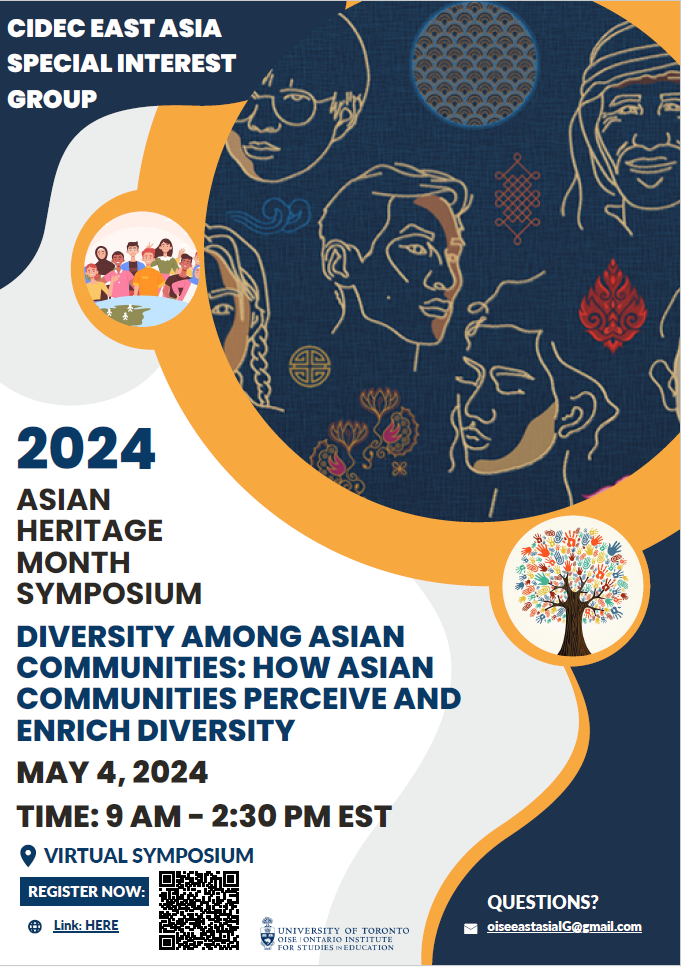 CIDEC EAST ASIA
SPECIAL INTEREST
GROUP
2024
ASIAN
HERITAGE
MONTH
SYMPOSIUM
DIVERSITY AMONG ASIAN
COMMUNITIES: HOW ASIAN
COMMUNITIES PERCEIVE AND
ENRICH DIVERSITY
MAY 4, 2024
TIME: 9 AM – 2:30 PM EST
VIRTUAL SYMPOSIUM
REGISTER NOW:
Link: HERE
UNIVERSITY OF TORONTO
OISE | ONTARIO INSTITUTE
FOR STUDIES IN EDUCATION
QUESTIONS?
oiseeastasiaIG@gmail.com